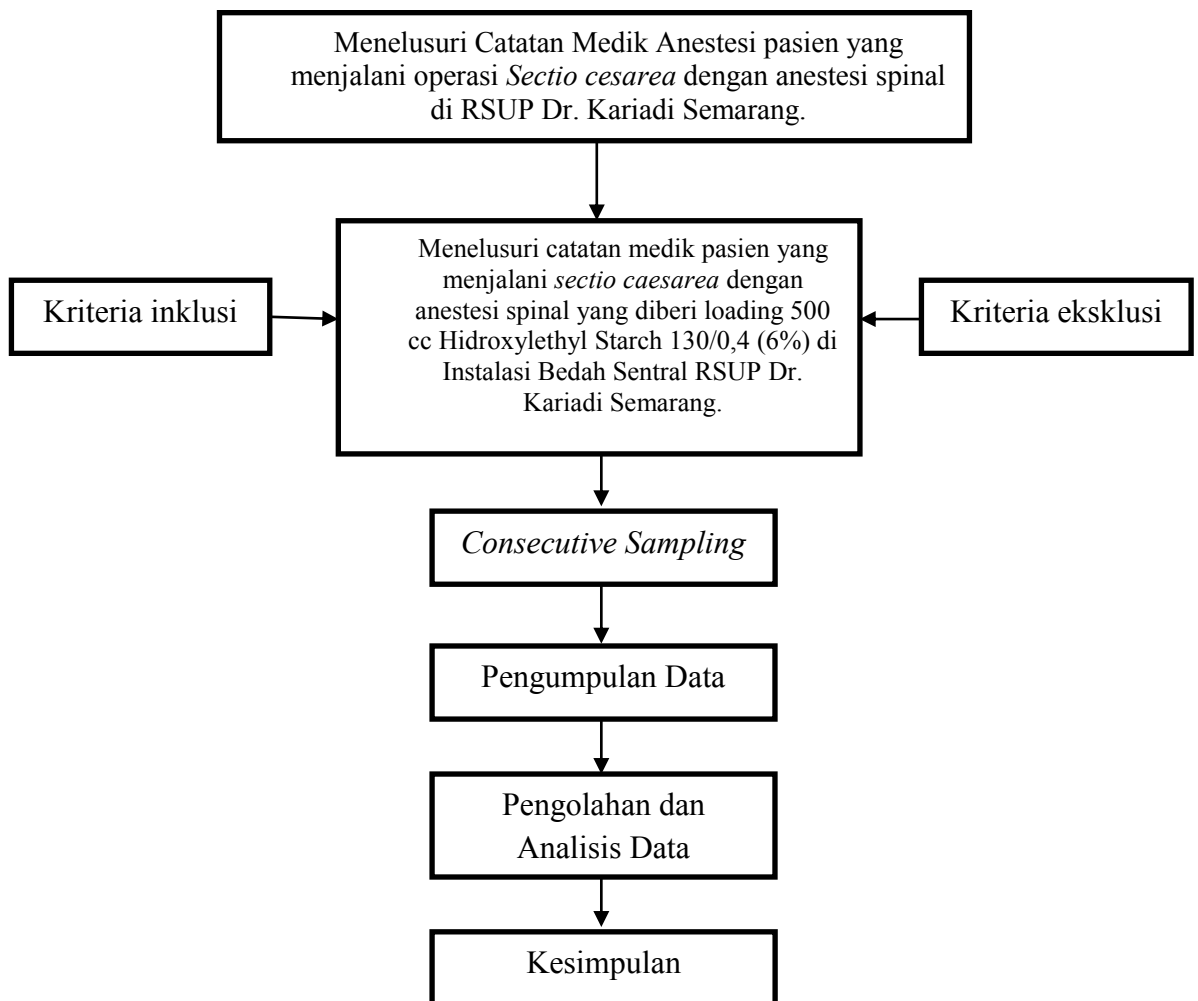 Menelusuri Catatan Medik Anestesi pasien yang
menjalani operasi Sectio cesarea dengan anestesi spinal
di RSUP Dr. Kariadi Semarang.
Menelusuri catatan medik pasien yang
menjalani sectio caesarea dengan
anestesi spinal yang diberi loading 500
cc Hidroxylethyl Starch 130/0,4 (6%) di
Instalasi Bedah Sentral RSUP Dr.
Kariadi Semarang.
Kriteria inklusi
Kriteria eksklusi
Consecutive Sampling
Pengumpulan Data
Pengolahan dan
Analisis Data
Kesimpulan